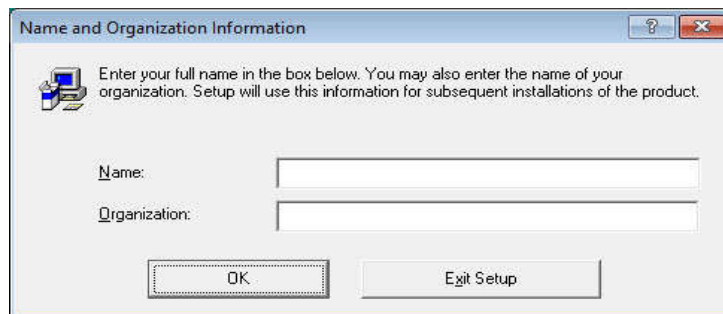 Name and Organization Information
Enter your full name in the box below. You may also enter the name of your
organization. Setup will use this information for subsequent installations of the product.
Name:
Organization:
OK
Exit Setup